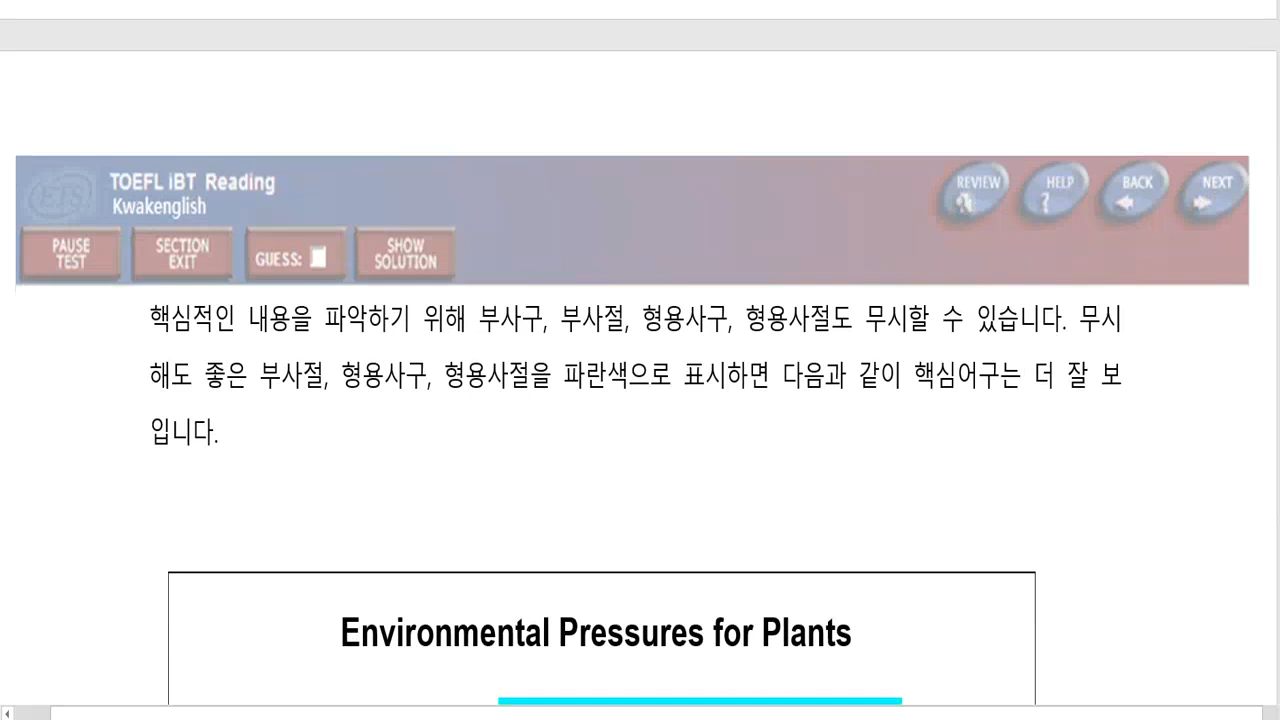 ETS
TOEFL iBT Reading
Kwakenglish
REVIEW
HELP
?
BACK
NEXT
PAUSE
TEST
SECTION
EXIT
GUESS:
SHOW
SOLUTION
핵심적인 내용을 파악하기 위해 부사구, 부사절, 형용사구, 형용사절도 무시할 수 있습니다. 무시
해도 좋은 부사절, 형용사구, 형용사절을 파란색으로 표시하면 다음과 같이 핵심어구는 더 잘 보
입니다.
Environmental Pressures for Plants